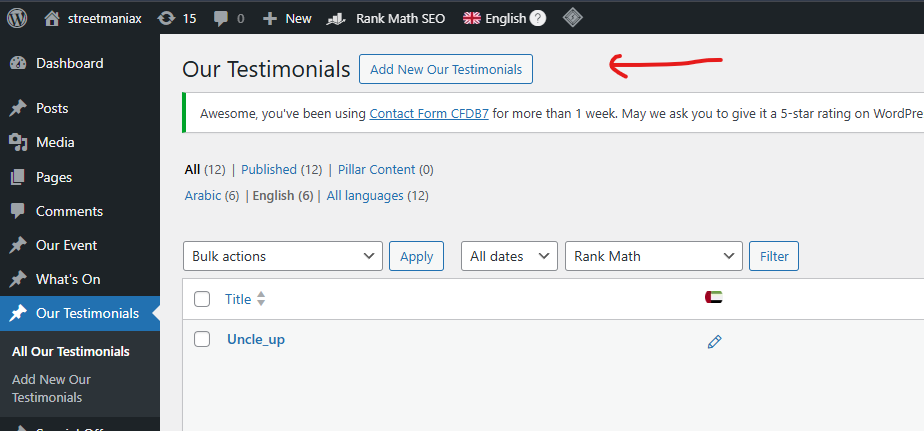 streetmaniax 15 0 New Rank Math SEO English ?
Dashboard
Posts
Media
Pages
Comments
Our Event
What's On
Our Testimonials
All Our Testimonials
Add New Our
Testimonials
Our Testimonials Add New Our Testimonials
Awesome, you've been using Contact Form CFDB7 for more than 1 week. May we ask you to give it a 5-star rating on WordPre
All (12) | Published (12) | Pillar Content (0)
Arabic (6) | English (6) | All languages (12)
Bulk actions Apply All dates Rank Math Filter
Title
Uncle_up